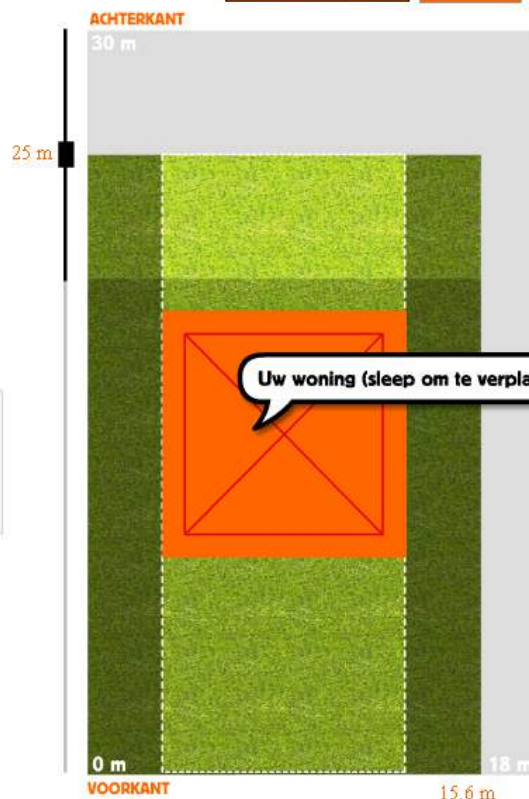 ACHTERKANT
30 m
25 m
Uw woning (sleep om te verpla
0 m
18 m
VOORKANT
15.6 m